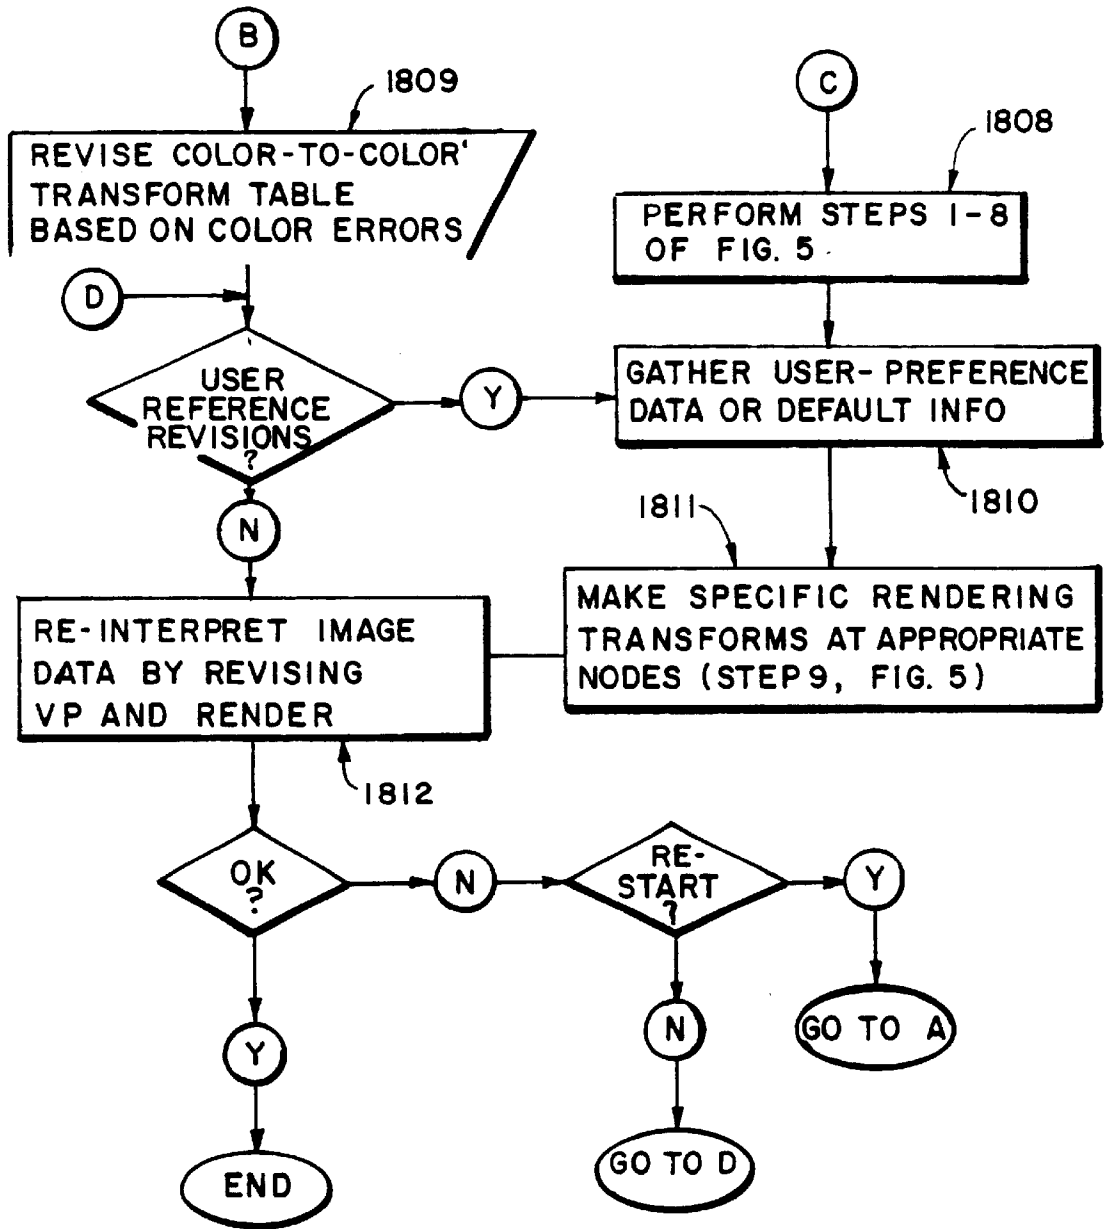 B
1809
REVISE COLOR-TO-COLOR'
TRANSFORM TABLE
BASED ON COLOR ERRORS
C
1808
PERFORM STEPS 1-8
OF FIG. 5
D
USER
REFERENCE
REVISIONS
?
Y
GATHER USER-PREFERENCE
DATA OR DEFAULT INFO
1810
N
1811
RE-INTERPRET IMAGE
DATA BY REVISING
VP AND RENDER
1812
MAKE SPECIFIC RENDERING
TRANSFORMS AT APPROPRIATE
NODES (STEP 9, FIG. 5)
OK
?
N
RE-
START
?
Y
GO TO A
Y
N
END
GO TO D